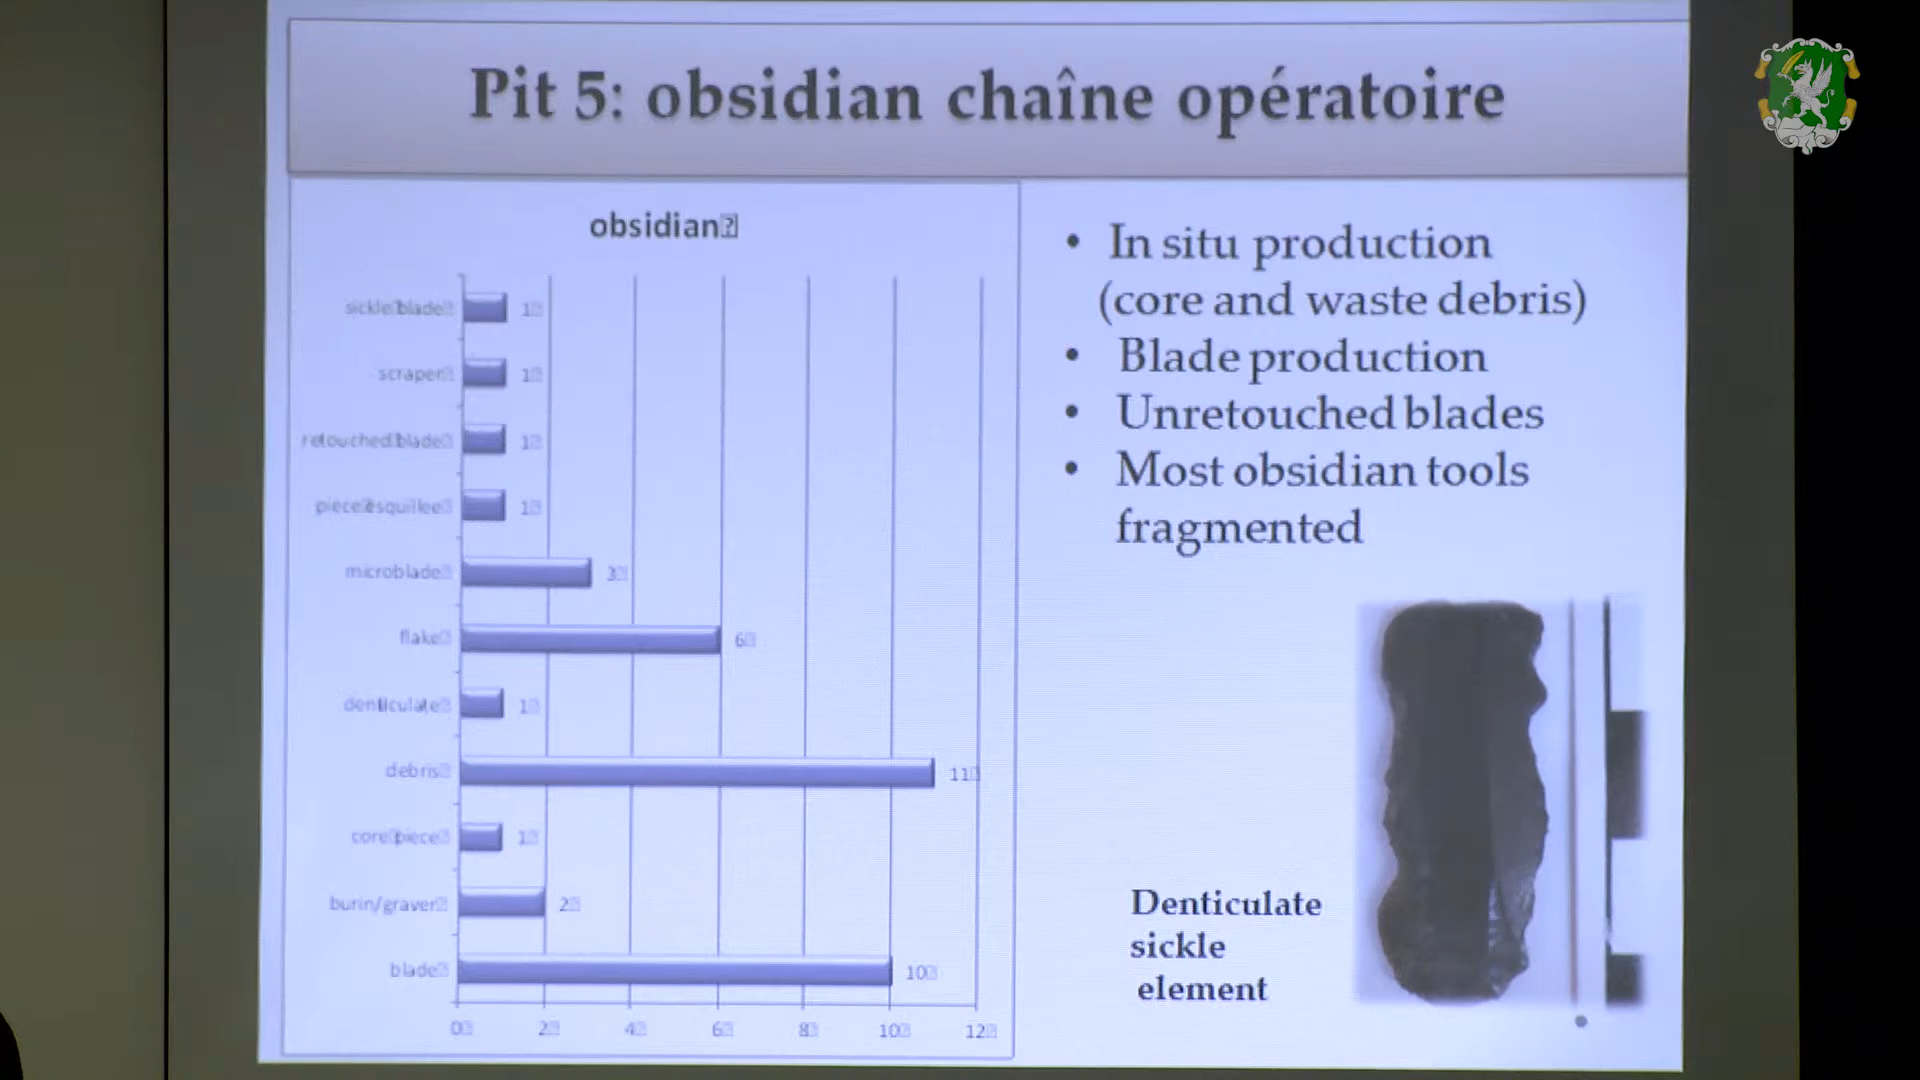 Pit 5: obsidian chaîne opératoire
obsidian
sickle blade 1
scraper 1
retouched blade 1
piece esquillee 1
microblade 3
flake 6
denticulate 1
debris 11
core piece 1
burin/graver 2
blade 10
0 2 4 6 8 10 12
• In situ production
(core and waste debris)
• Blade production
• Unretouched blades
• Most obsidian tools
fragmented
Denticulate
sickle
element